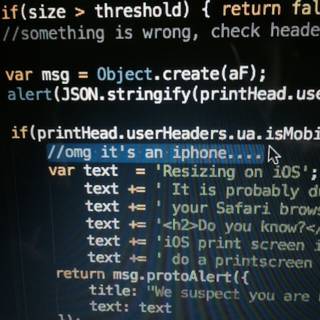 if(size > threshold) { return fal
//something is wrong, check heade
var msg = Object.create(aF);
alert(JSON.stringify(printHead.use
if(printHead.userHeaders.ua.isMobi
//omg it's an iphone....
var text = 'Resizing on iOS';
text += ' It is probably du
text += ' your Safari brows
text += '<h2>Do you know?</
text += 'iOS print screen i
text += ' do a printscreen
return msg.protoAlert({
title: "We suspect you are
text: text
});